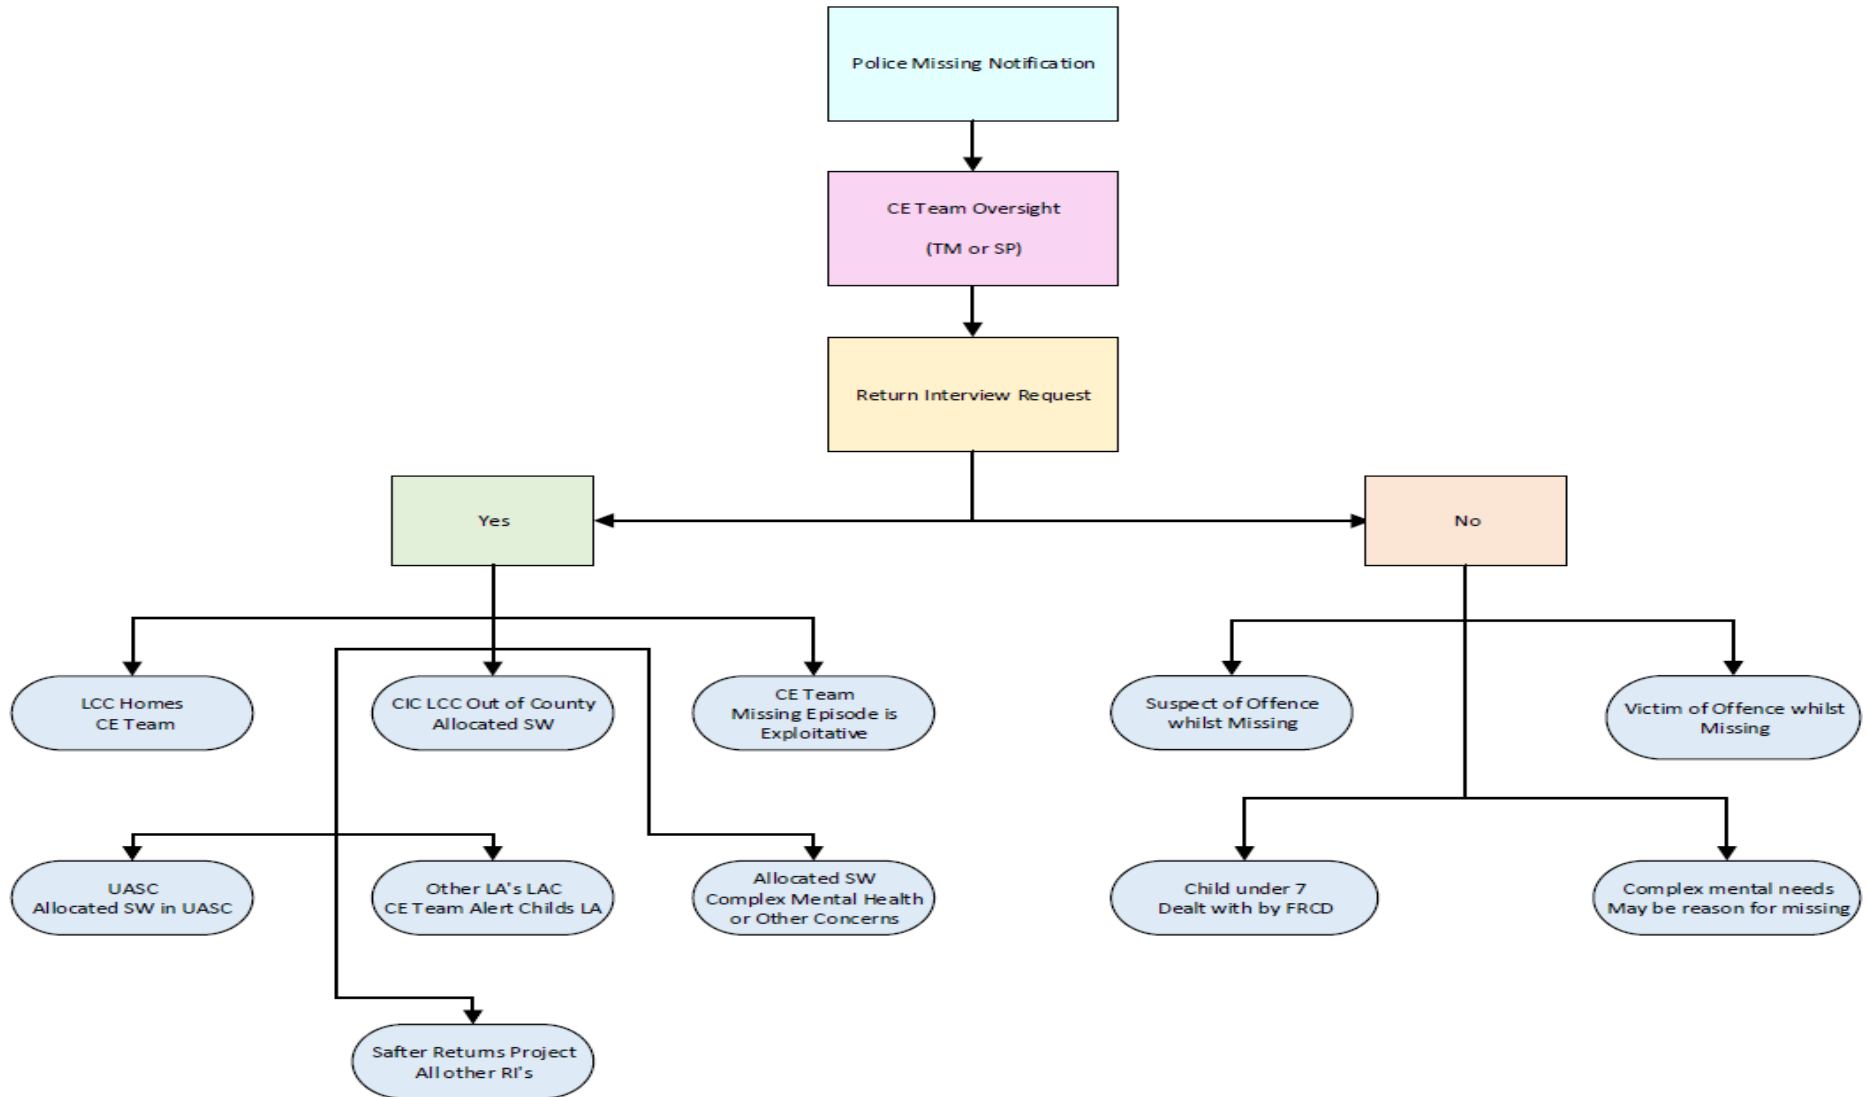 Police Missing Notification
CE Team Oversight
(TM or SP)
Return Interview Request
Yes
No
LCC Homes
CE Team
CIC LCC Out of County
Allocated SW
CE Team
Missing Episode is
Exploitative
Suspect of Offence
whilst Missing
Victim of Offence whilst
Missing
UASC
Allocated SW in UASC
Other LA's LAC
CE Team Alert Childs LA
Allocated SW
Complex Mental Health
or Other Concerns
Child under 7
Dealt with by FRCD
Complex mental needs
May be reason for missing
Safter Returns Project
All other RI's